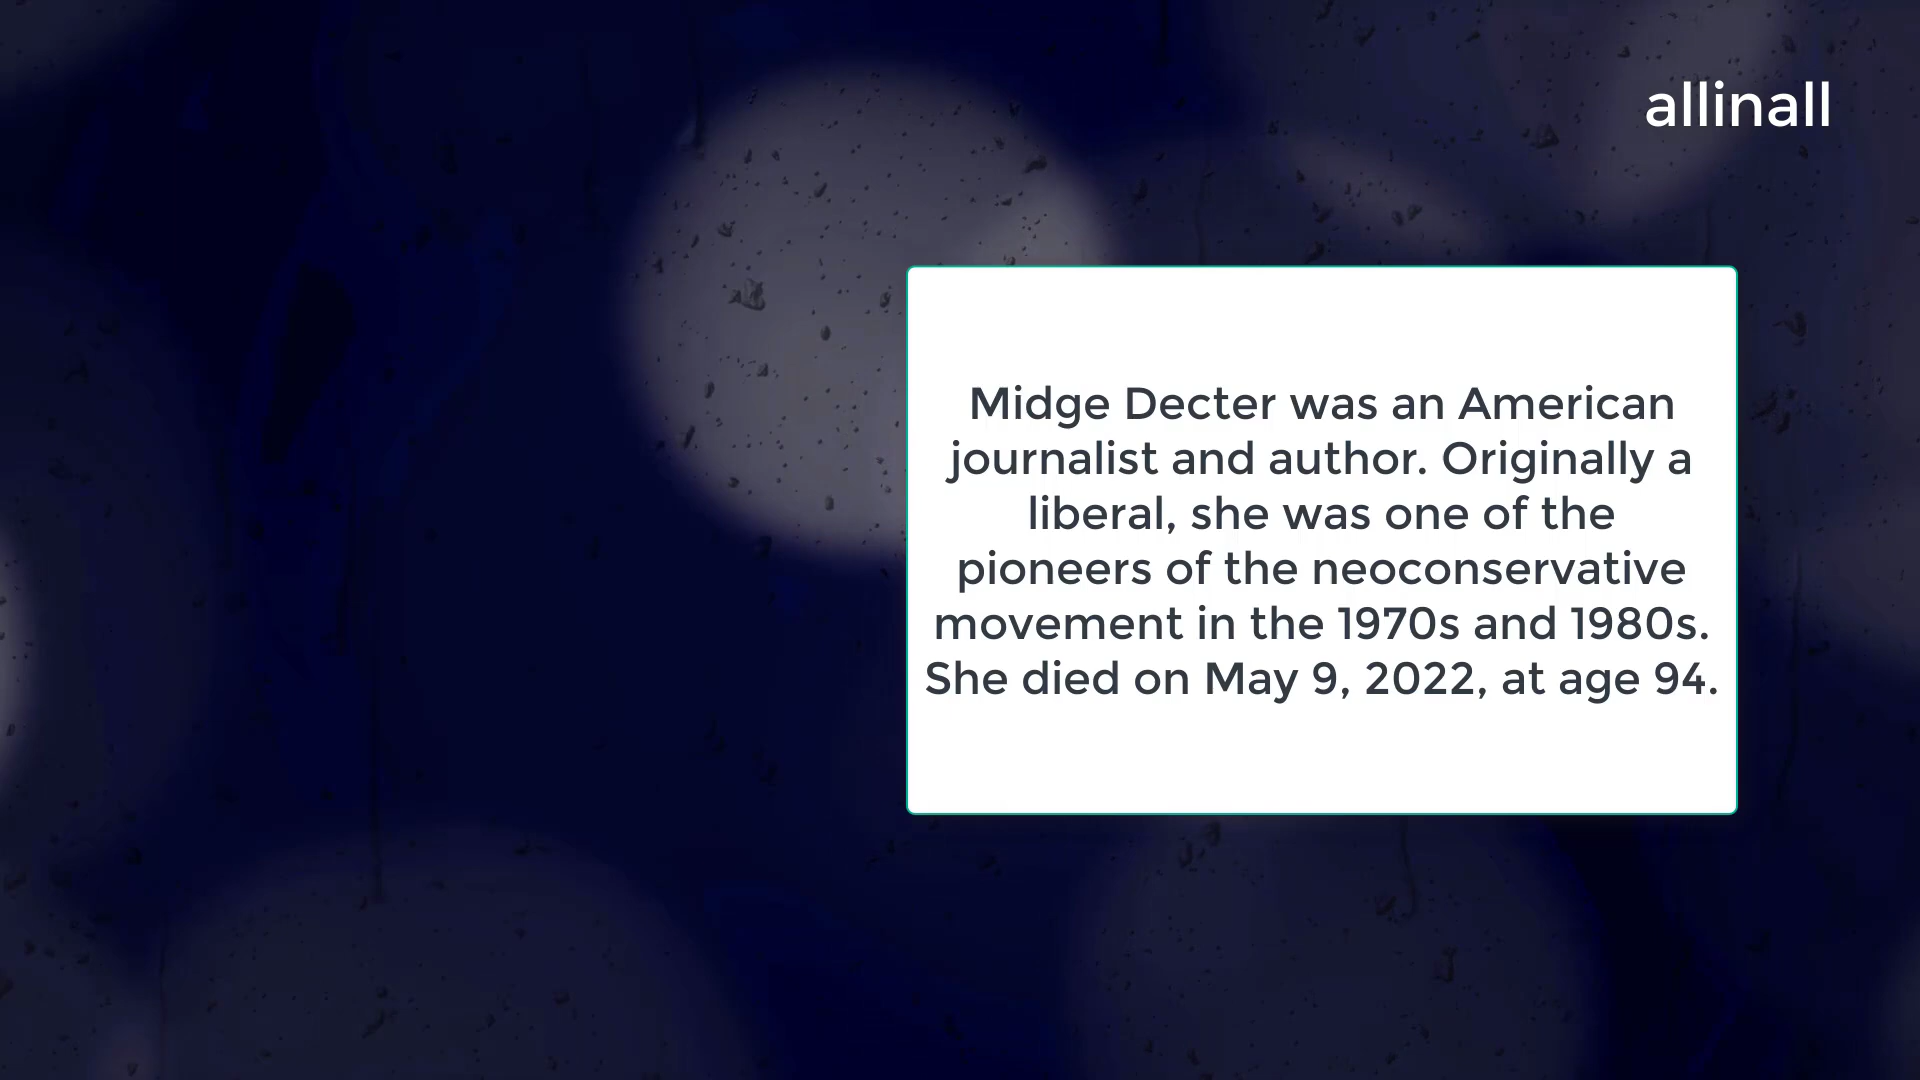 allinall
Midge Decter was an American
journalist and author. Originally a
liberal, she was one of the
pioneers of the neoconservative
movement in the 1970s and 1980s.
She died on May 9, 2022, at age 94.